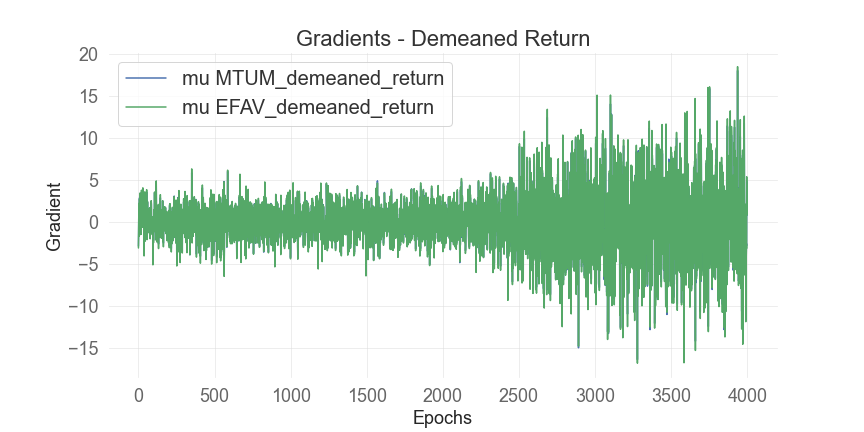 Gradients - Demeaned Return
20
15
10
5
0
−5
−10
−15
Gradient
mu MTUM_demeaned_return
mu EFAV_demeaned_return
0 500 1000 1500 2000 2500 3000 3500 4000
Epochs